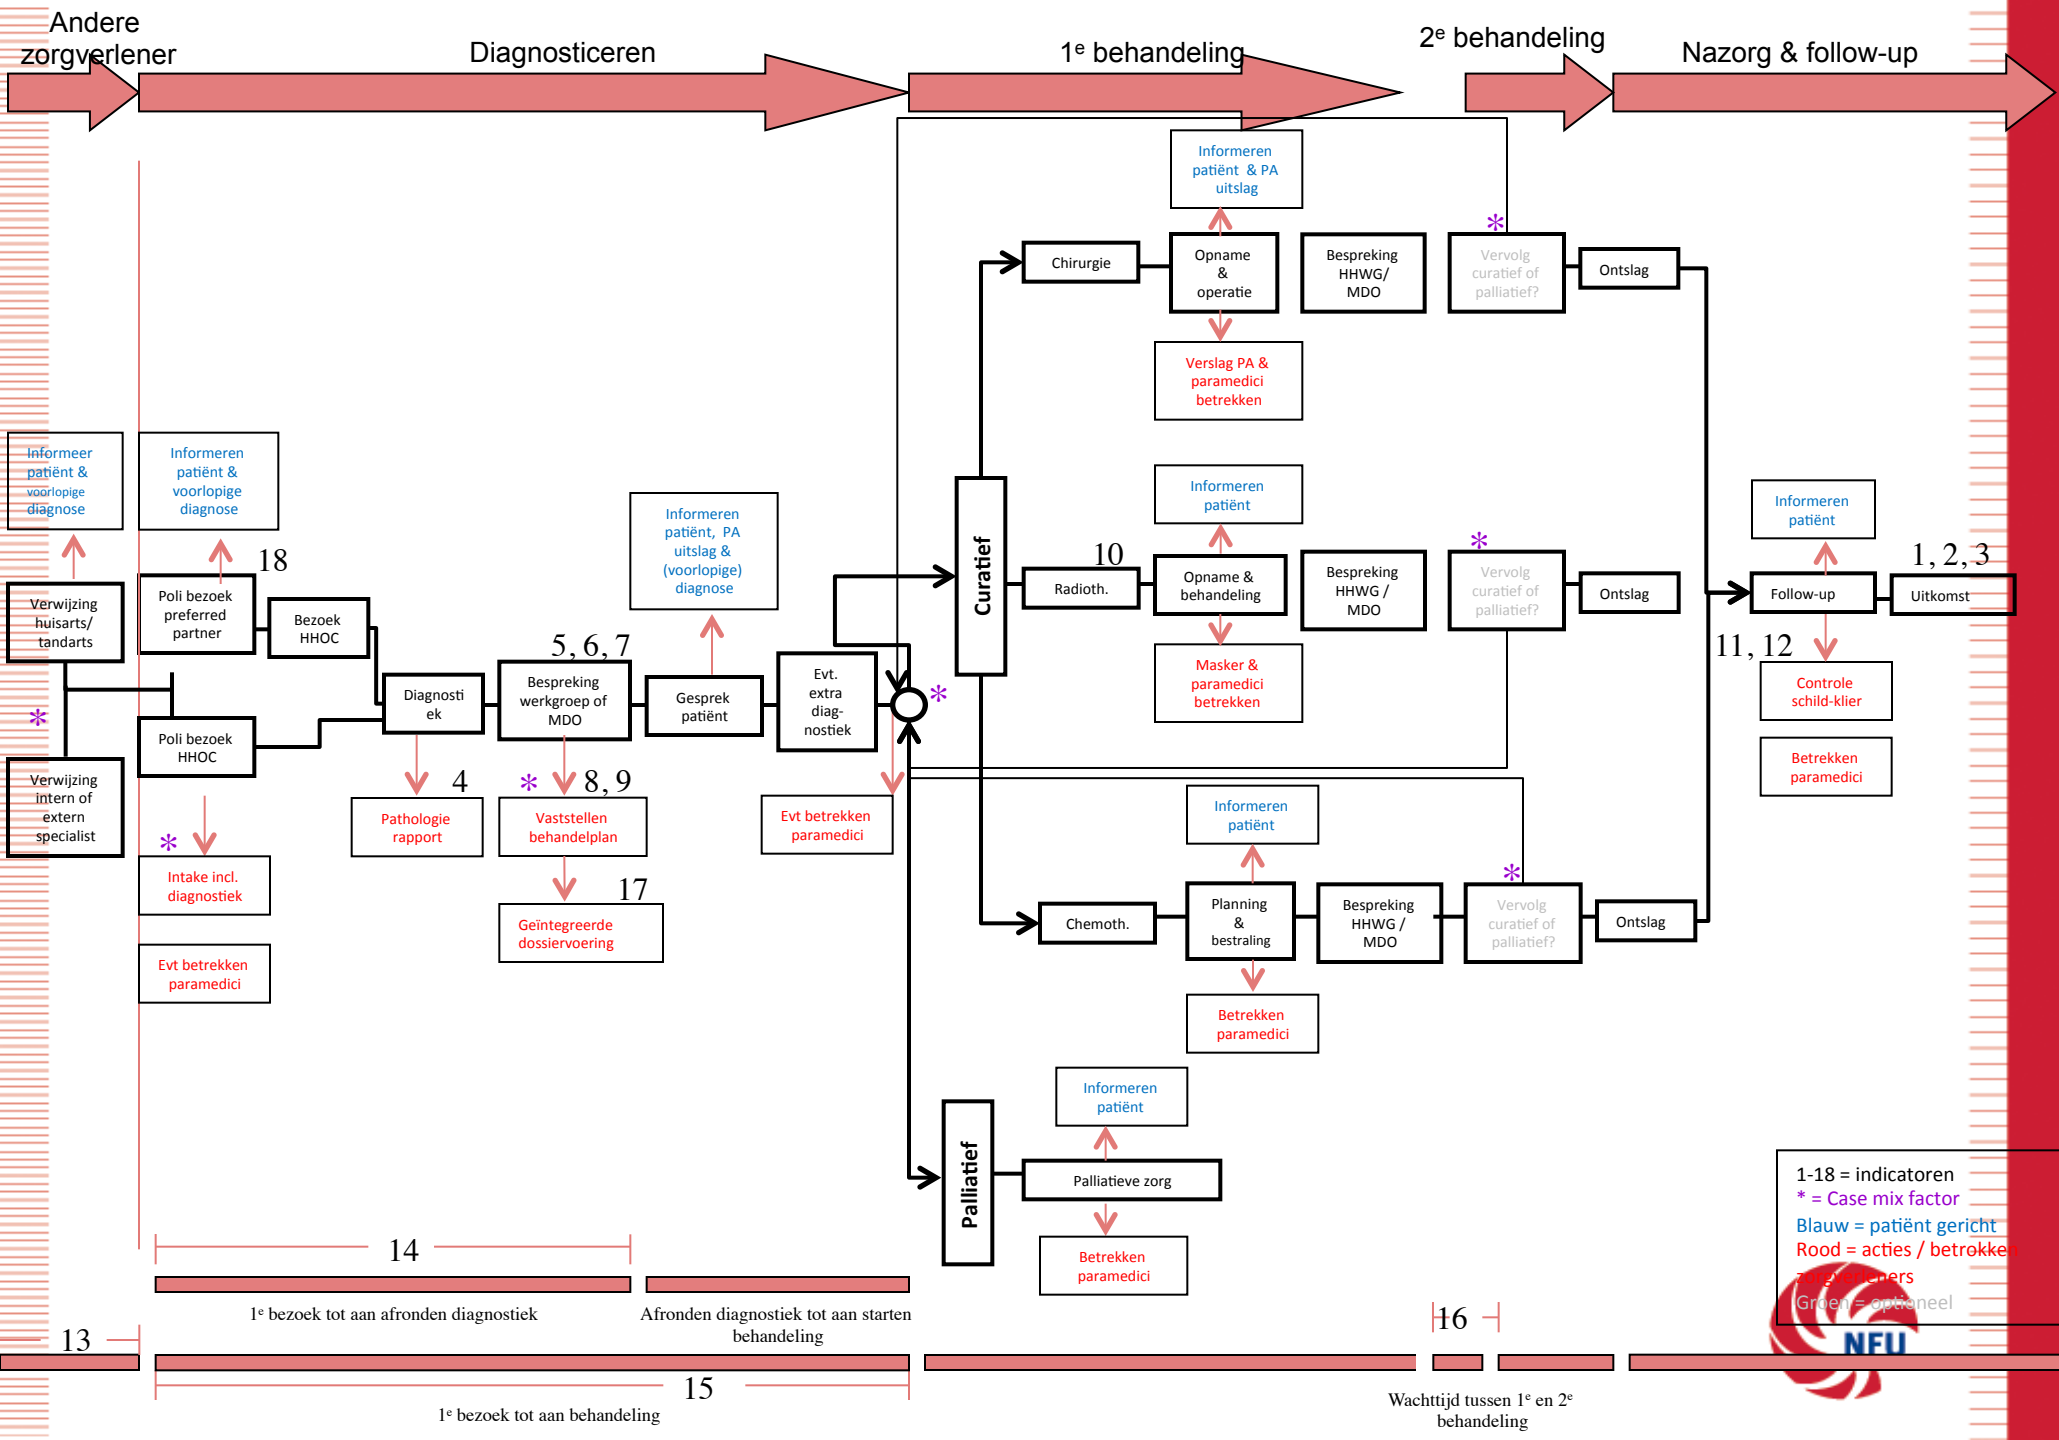 Andere
zorgverlener
Diagnosticeren
1e behandeling
2e behandeling
Nazorg & follow-up
Informeren
patiënt & PA
uitslag
*
Chirurgie
Opname
&
operatie
Bespreking
HHWG/
MDO
Vervolg
curatief of
palliatief?
Ontslag
Verslag PA &
paramedici
betrekken
Informeer
patiënt &
voorlopige
diagnose
Informeren
patiënt &
voorlopige
diagnose
18
Verwijzing
huisarts/
tandarts
Poli bezoek
preferred
partner
Bezoek
HHOC
*
Poli bezoek
HHOC
Verwijzing
intern of
extern
specialist
*
Intake incl.
diagnostiek
Evt betrekken
paramedici
Diagnosti
ek
4
Pathologie
rapport
5, 6, 7
Bespreking
werkgroep of
MDO
*
8, 9
Vaststellen
behandelplan
17
Geïntegreerde
dossiervoering
Informeren
patiënt, PA
uitslag &
(voorlopige)
diagnose
Gesprek
patiënt
Evt.
extra
diag-
nostiek
*
Evt betrekken
paramedici
Curatief
Informeren
patiënt
10
Radioth.
Opname &
behandeling
Bespreking
HHWG /
MDO
*
Vervolg
curatief of
palliatief?
Ontslag
Masker &
paramedici
betrekken
Informeren
patiënt
1, 2, 3
Follow-up
Uitkomst
11, 12
Controle
schild-klier
Betrekken
paramedici
Informeren
patiënt
*
Chemoth.
Planning
&
bestraling
Bespreking
HHWG /
MDO
Vervolg
curatief of
palliatief?
Ontslag
Betrekken
paramedici
Palliatief
Informeren
patiënt
Palliatieve zorg
Betrekken
paramedici
1-18 = indicatoren
* = Case mix factor
Blauw = patiënt gericht
Rood = acties / betrokken
zorgverleners
Groen = optioneel
NFU
14
1e bezoek tot aan afronden diagnostiek
Afronden diagnostiek tot aan starten
behandeling
13
16
15
1e bezoek tot aan behandeling
Wachttijd tussen 1e en 2e
behandeling